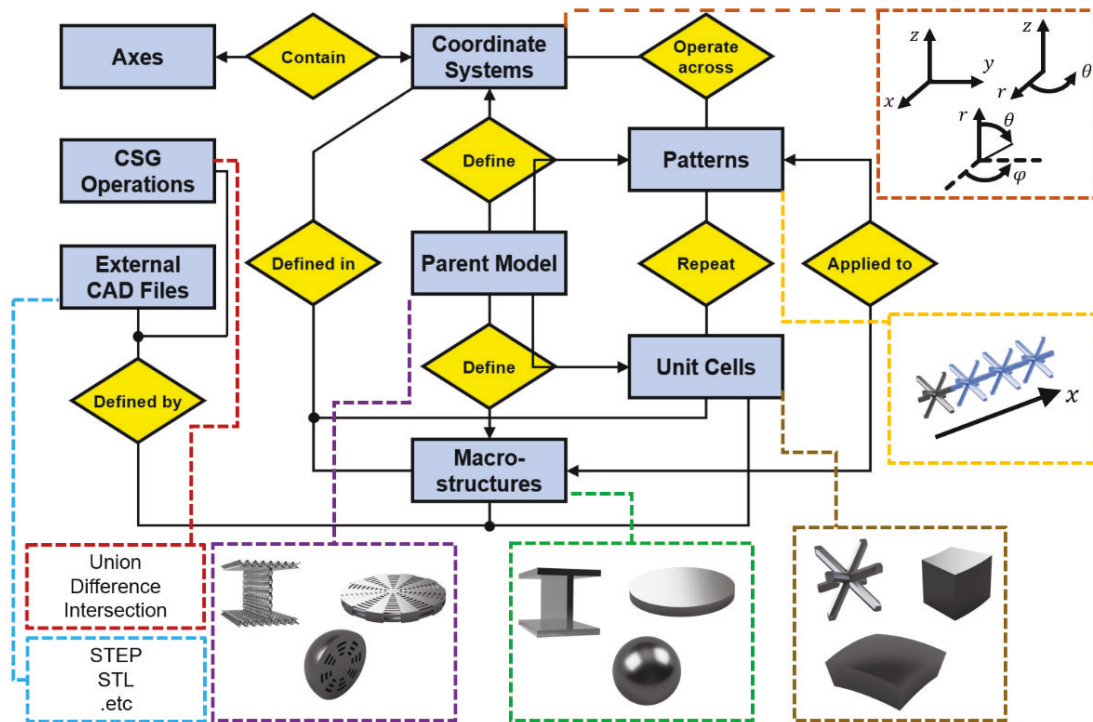 Axes
Contain
Coordinate
Systems
Operate
across
z
y
x
z
θ
r
r
θ
φ
CSG
Operations
Define
Patterns
External
CAD Files
Defined in
Parent Model
Repeat
Applied to
Defined by
Define
Unit Cells
x
Macro-
structures
Union
Difference
Intersection
STEP
STL
.etc